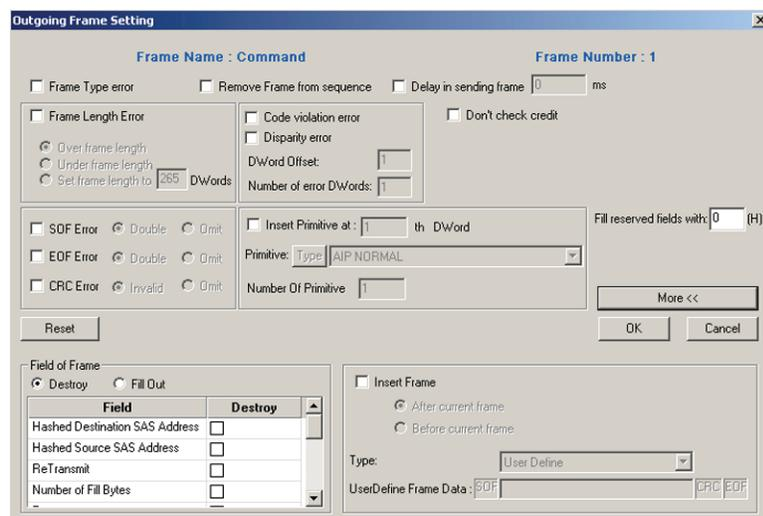 Outgoing Frame Setting
Frame Name : Command Frame Number : 1
Frame Type error Remove Frame from sequence Delay in sending frame 0 ms
Frame Length Error
Over frame length
Under frame length
Set frame length to 265 DWords
Code violation error
Disparity error
DWord Offset: 1
Number of error DWords: 1
Don't check credit
SOF Error Double Omit
EOF Error Double Omit
CRC Error Invalid Omit
Insert Primitive at : 1 th DWord
Primitive: Type AIP NORMAL
Number Of Primitive 1
Fill reserved fields with: 0 (H)
More <<
Reset OK Cancel
Field of Frame
Destroy Fill Out
Field Destroy
Hashed Destination SAS Address
Hashed Source SAS Address
ReTransmit
Number of Fill Bytes
Insert Frame
After current frame
Before current frame
Type: User Define
UserDefine Frame Data : SOF CRC EOF